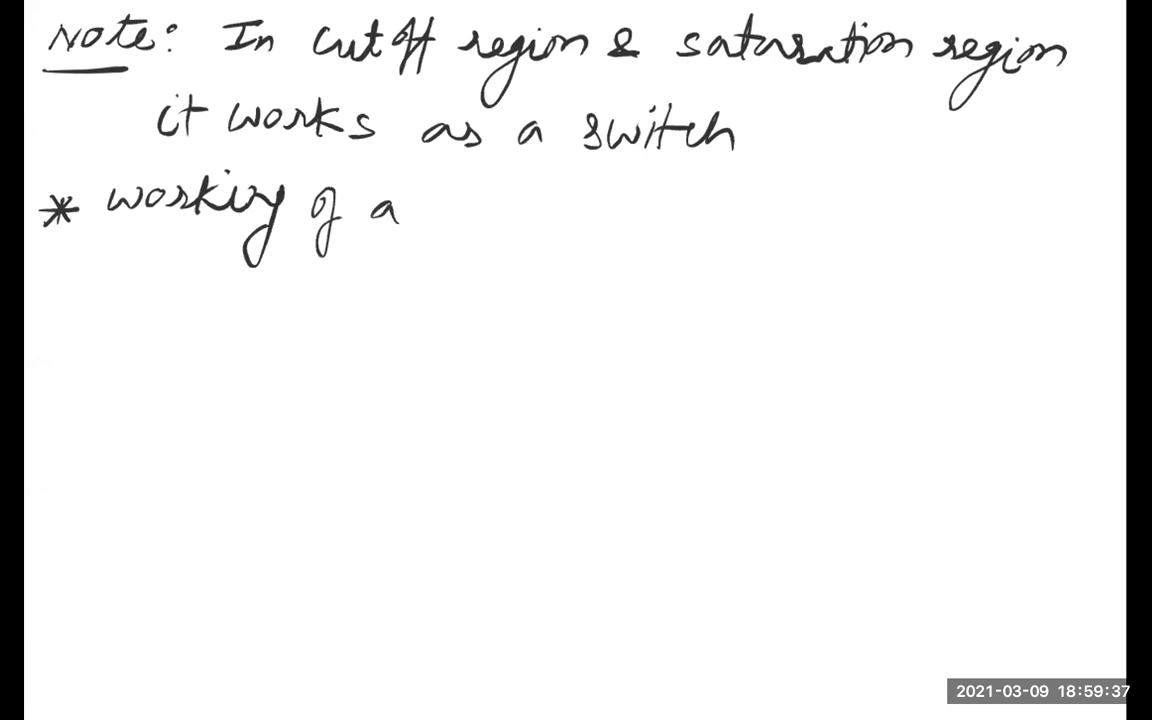 Note: In cutoff region & saturation region
it works as a switch
* working of a
2021-03-09 18:59:37